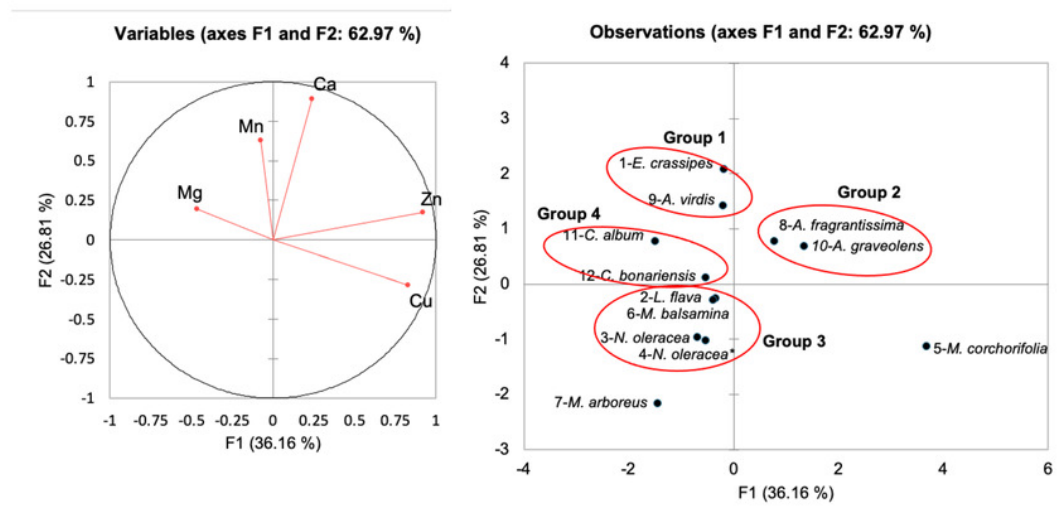 Variables (axes F1 and F2: 62.97 %)
1
0.75
0.5
0.25
0
-0.25
-0.5
-0.75
-1
F2 (26.81 %)
Ca
Mn
Mg
Zn
Cu
-1 -0.75 -0.5 -0.25 0 0.25 0.5 0.75 1
F1 (36.16 %)
Observations (axes F1 and F2: 62.97 %)
4
3
2
1
0
-1
-2
-3
F2 (26.81 %)
Group 1
1-E. crassipes
9-A. virdis
Group 2
8-A. fragrantissima
10-A. graveolens
Group 4
11-C. album
12-C. bonariensis
2-L. flava
6-M. balsamina
3-N. oleracea
4-N. oleracea*
Group 3
5-M. corchorifolia
7-M. arboreus
-4 -2 0 2 4 6
F1 (36.16 %)